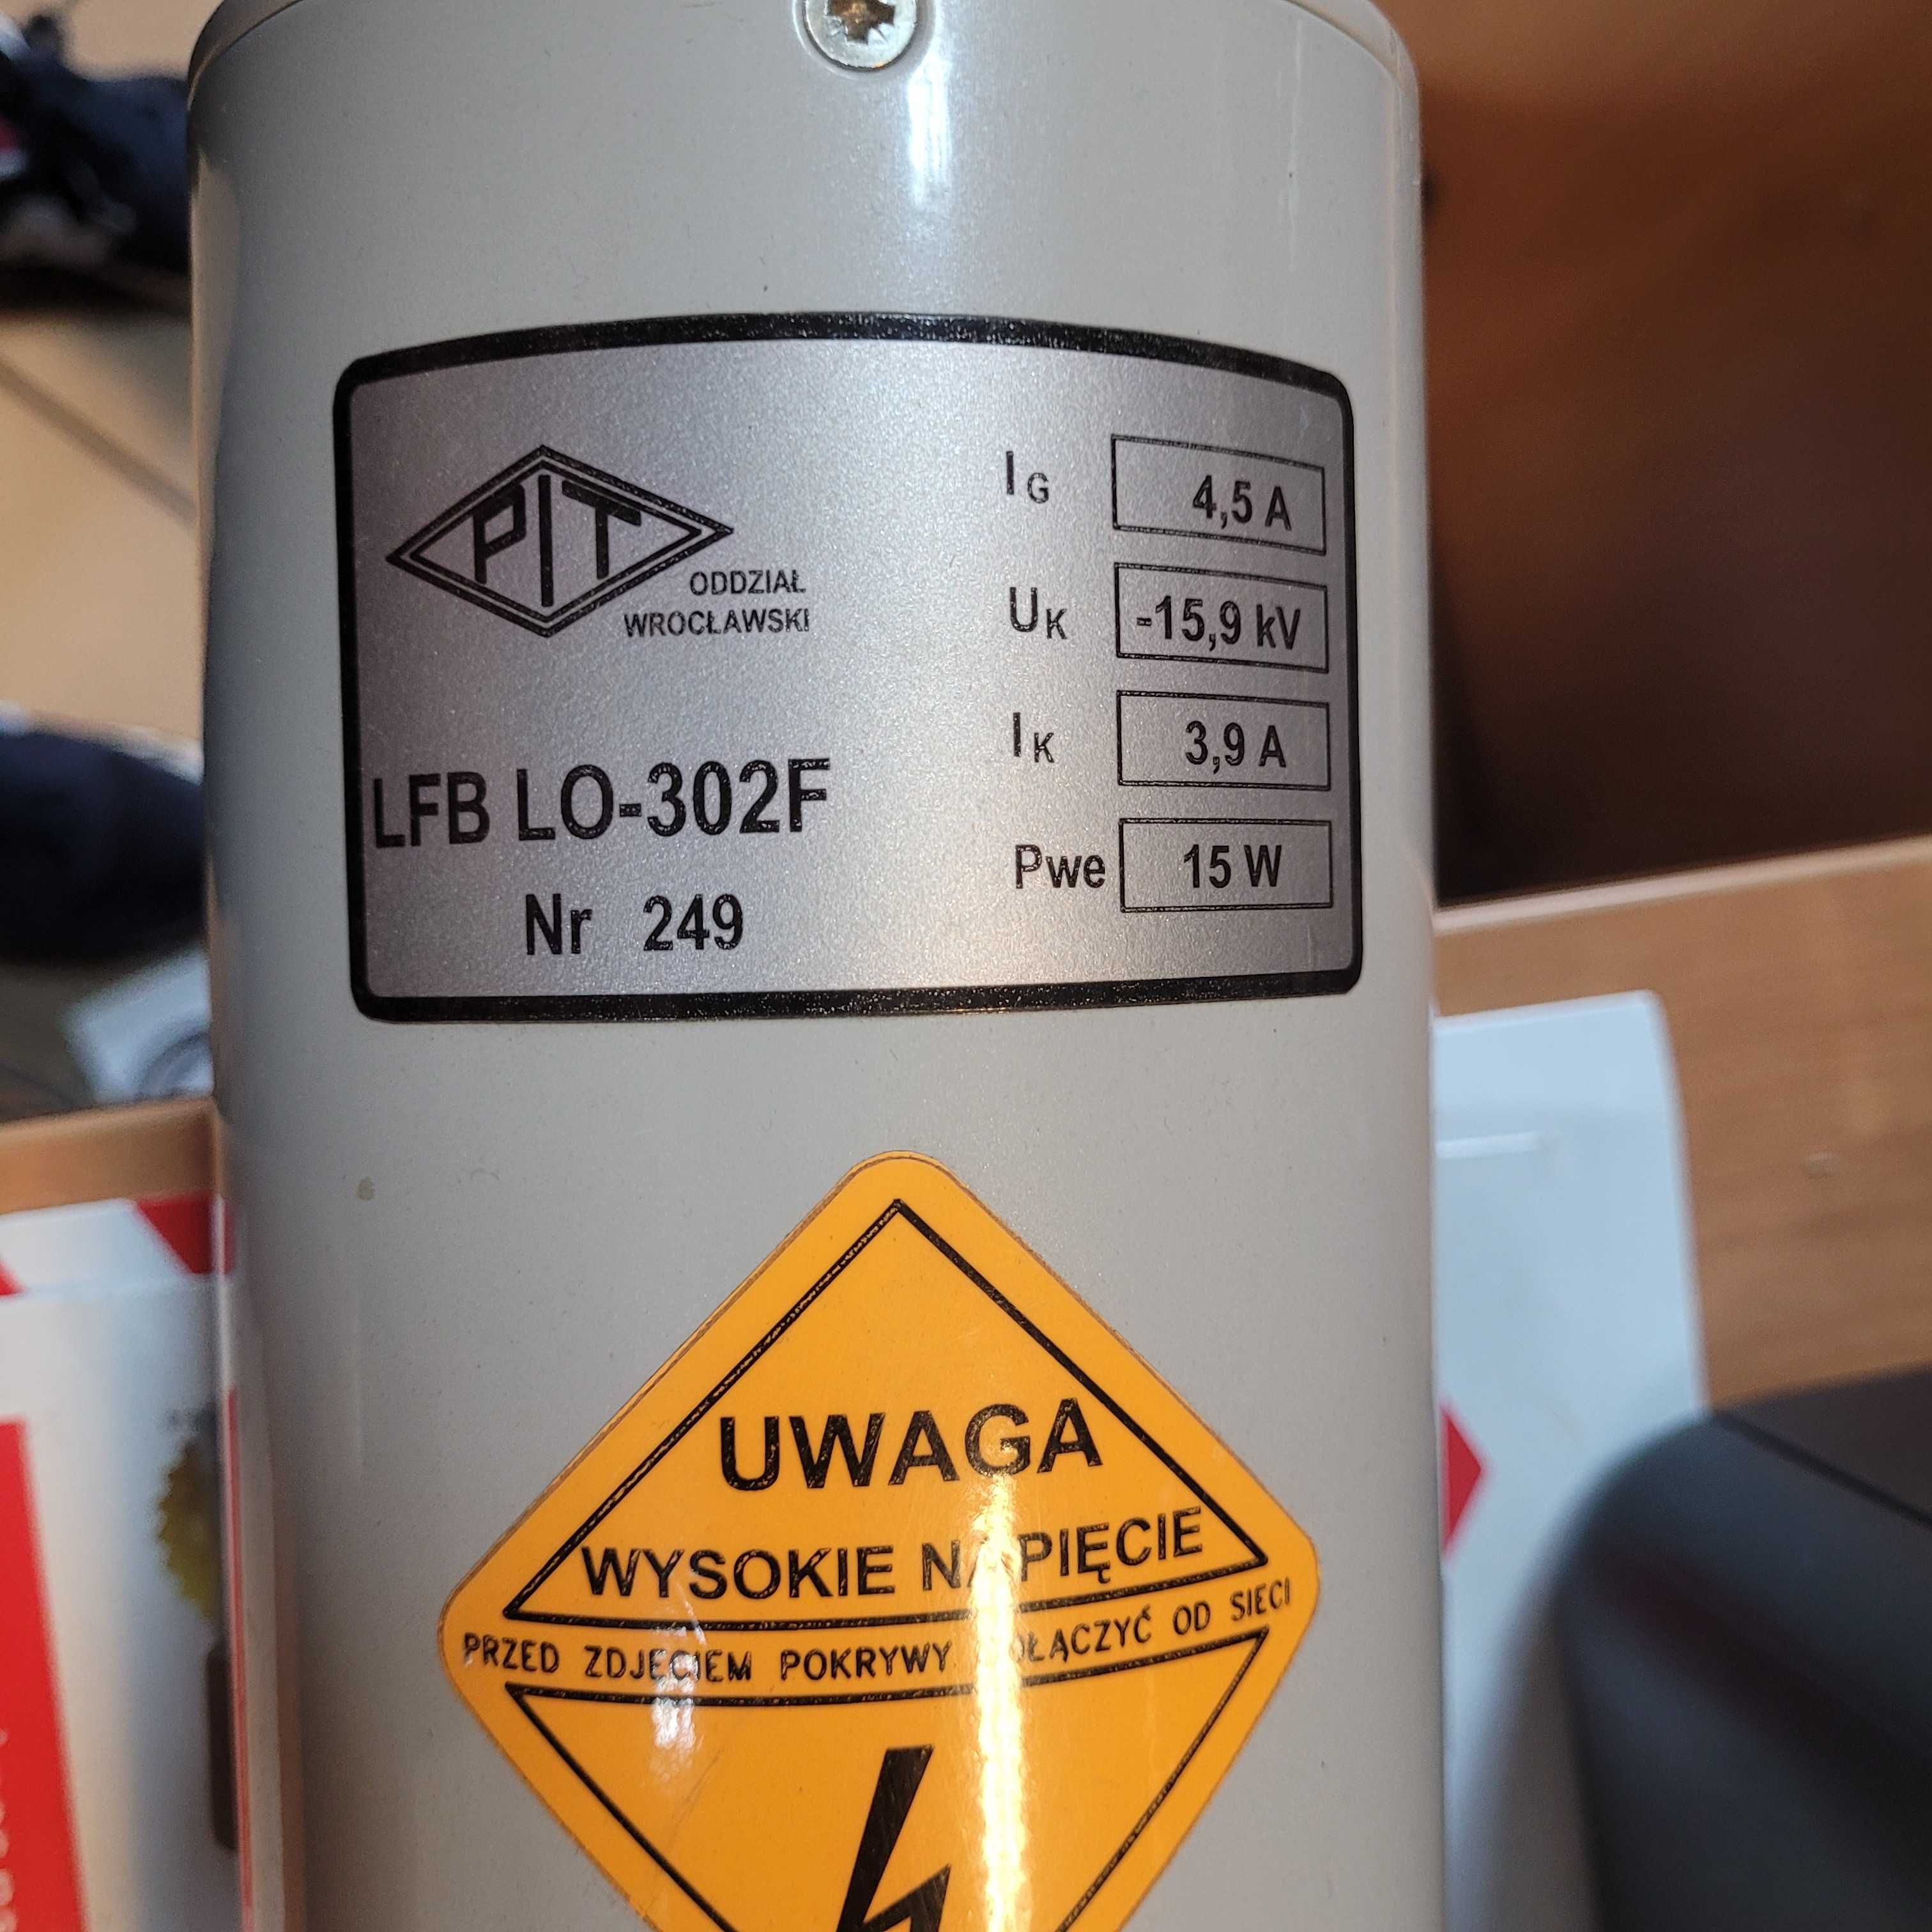 PIT
ODDZIAŁ
WROCŁAWSKI
LFB LO-302F
Nr 249
IG 4,5 A
UK -15,9 kV
IK 3,9 A
Pwe 15 W
UWAGA
WYSOKIE NAPIĘCIE
PRZED ZDJĘCIEM POKRYWY ODŁĄCZYĆ OD SIECI